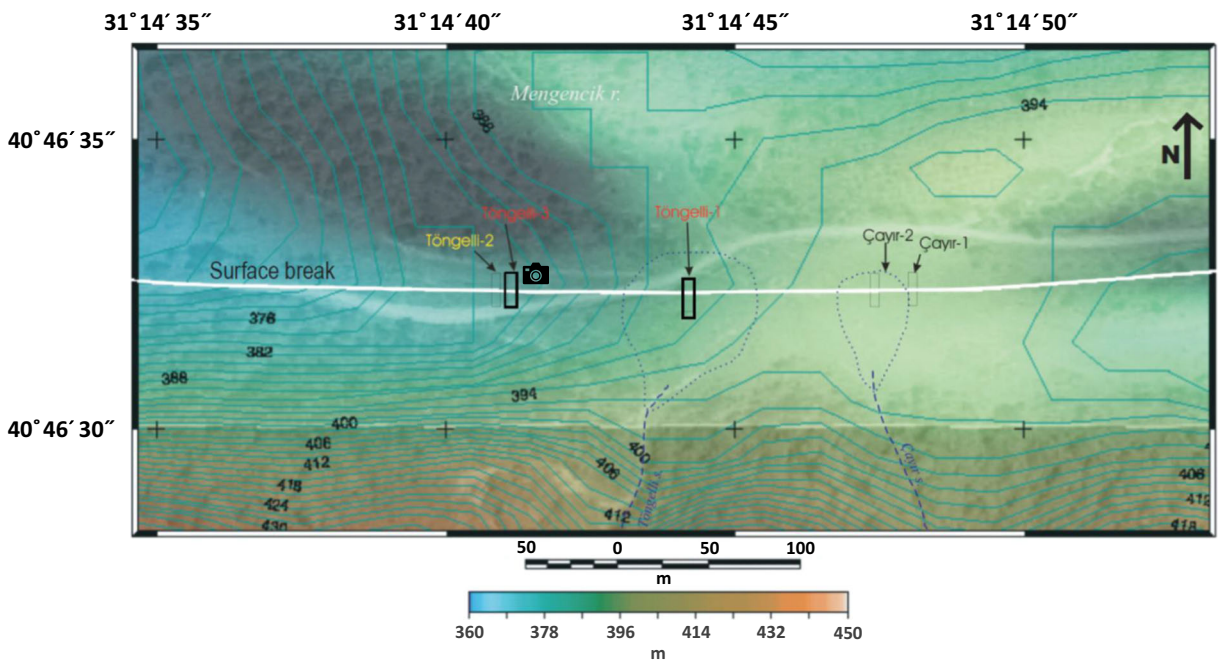 31°14´ 35˝ 31°14´ 40˝ 31°14´45˝ 31°14´ 50˝
Mengencik r.
388
394
40°46´ 35˝
N
Töngelli-3
Töngelli-1
Töngelli-2
Çayır-2
Çayır-1
Surface break
376
382
388
394
40°46´ 30˝
400
406
412
418
424
430
400
406
412
Töngelli s.
Çayır s.
406
412
418
50 0 50 100
m
360 378 396 414 432 450
m